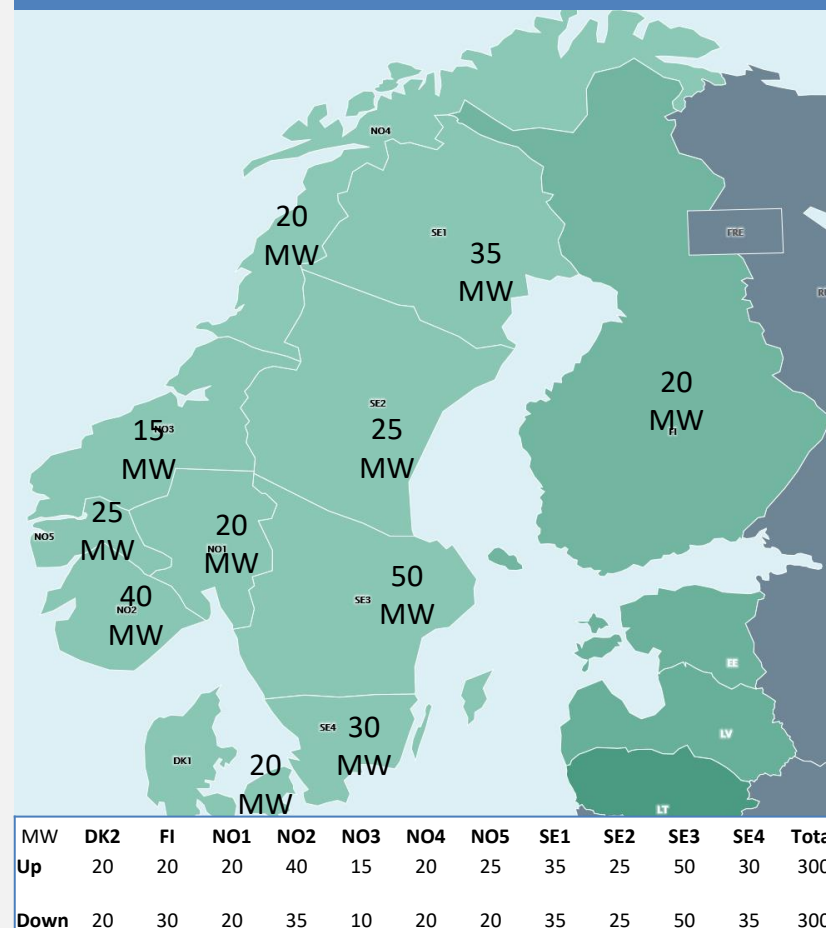 NO4
20
MW
SE1
35
MW
FRE
20
MW
FI
SE2
25
MW
15
NO3
MW
25
MW
NO5
20
NO1
MW
40
NO2
MW
50
MW
SE3
EE
LV
LT
SE4
30
MW
DK1
20
MW
MW DK2 FI NO1 NO2 NO3 NO4 NO5 SE1 SE2 SE3 SE4 Tota
Up 20 20 20 40 15 20 25 35 25 50 30 300
Down 20 30 20 35 10 20 20 35 25 50 35 300